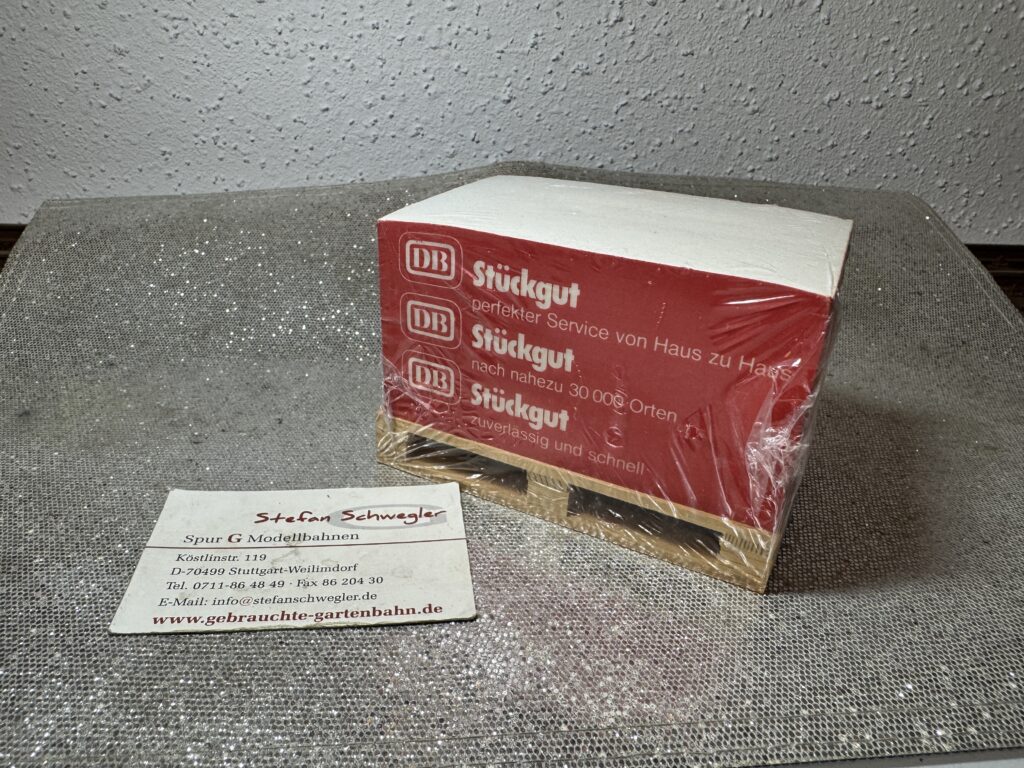 DB
Stückgut
perfekter Service von Haus zu Haus
DB
Stückgut
nach nahezu 30 000 Orten
DB
Stückgut
zuverlässig und schnell
Stefan Schwegler
Spur G Modellbahnen
Köstlinstr. 119
D-70499 Stuttgart-Weilimdorf
Tel. 0711-86 48 49 · Fax 86 204 30
E-Mail: info@stefanschwegler.de
www.gebrauchte-gartenbahn.de